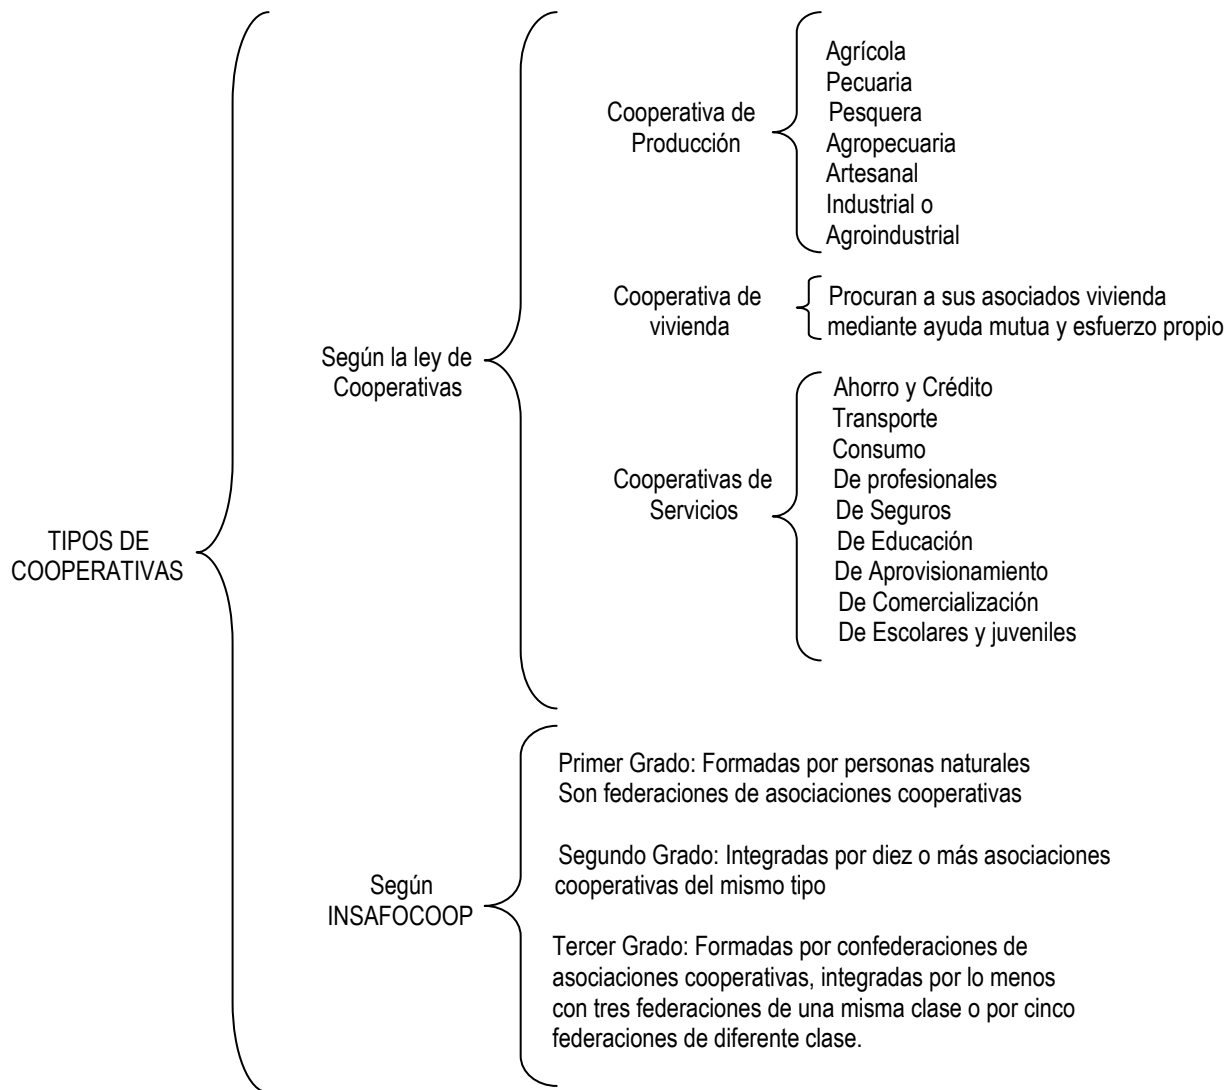 TIPOS DE
COOPERATIVAS
Según la ley de
Cooperativas
Cooperativa de
Producción
Agrícola
Pecuaria
Pesquera
Agropecuaria
Artesanal
Industrial o
Agroindustrial
Cooperativa de
vivienda
Procuran a sus asociados vivienda
mediante ayuda mutua y esfuerzo propio
Cooperativas de
Servicios
Ahorro y Crédito
Transporte
Consumo
De profesionales
De Seguros
De Educación
De Aprovisionamiento
De Comercialización
De Escolares y juveniles
Según
INSAFOCOOP
Primer Grado: Formadas por personas naturales
Son federaciones de asociaciones cooperativas
Segundo Grado: Integradas por diez o más asociaciones
cooperativas del mismo tipo
Tercer Grado: Formadas por confederaciones de
asociaciones cooperativas, integradas por lo menos
con tres federaciones de una misma clase o por cinco
federaciones de diferente clase.